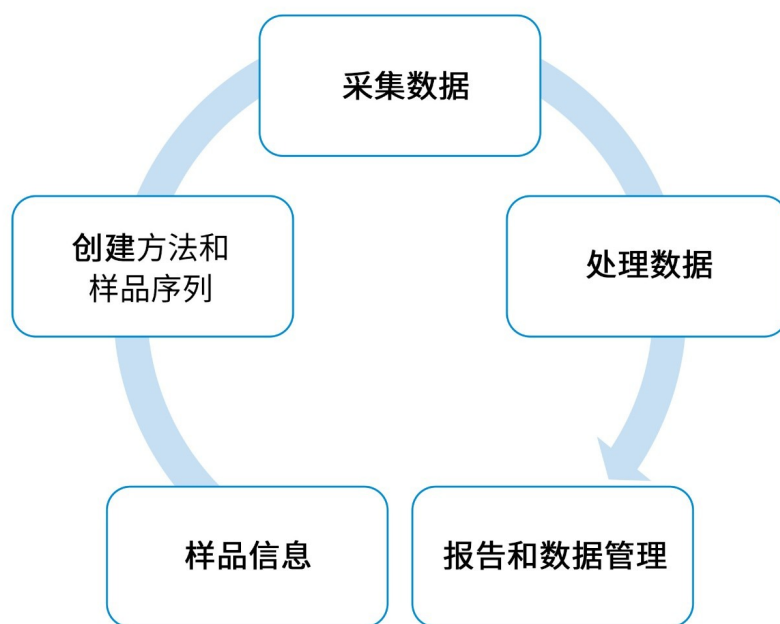 采集数据
创建方法和
样品序列
处理数据
样品信息
报告和数据管理